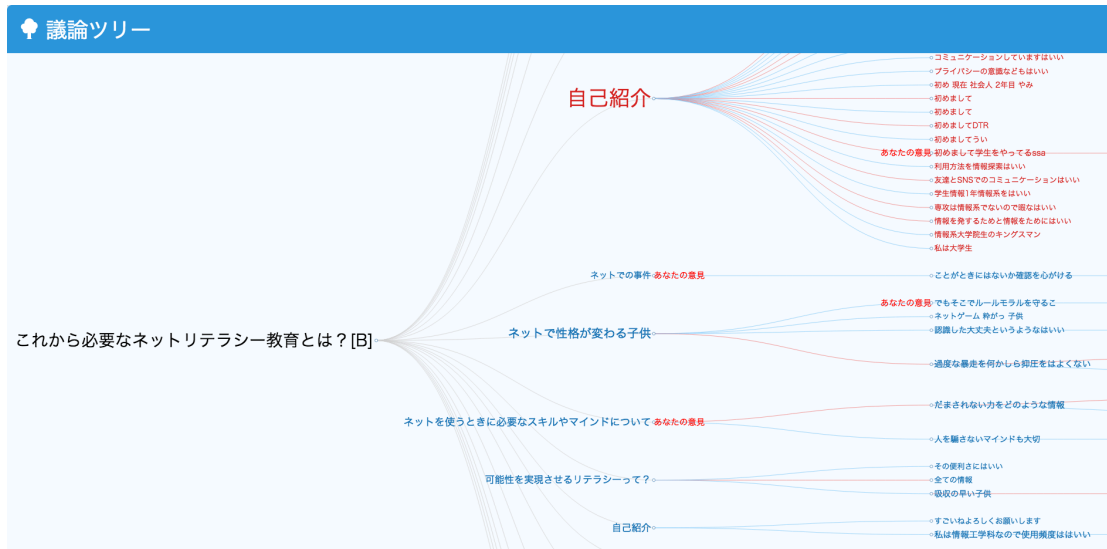 議論ツリー
コミュニケーションしていますはいい
プライバシーの意識などもはいい
自己紹介
初め 現在 社会人 2年目 やみ
初めまして
初めまして
初めましてDTR
初めましてうい
あなたの意見 初めまして学生をやってるssa
利用方法を情報探索はいい
友達とSNSでのコミュニケーションはいい
学生情報1年情報系をはいい
専攻は情報系でないので暇なはいい
情報を発するためと情報をためにはいい
情報系大学院生のキングスマン
私は大学生
ネットでの事件 あなたの意見 ことがときにはないか確認を心がける
あなたの意見 でもそこでルールモラルを守るこ
ネットゲーム 粋がっ 子供
ネットで性格が変わる子供 認識した大丈夫というようなはいい
これから必要なネットリテラシー教育とは？[B]
過度な暴走を何かしら抑圧をはよくない
だまされない力をどのような情報
ネットを使うときに必要なスキルやマインドについて あなたの意見
人を騙さないマインドも大切
その便利さにはいい
可能性を実現させるリテラシーって？ 全ての情報
吸収の早い子供
すごいねよろしくお願いします
自己紹介
私は情報工学科なので使用頻度ははいい